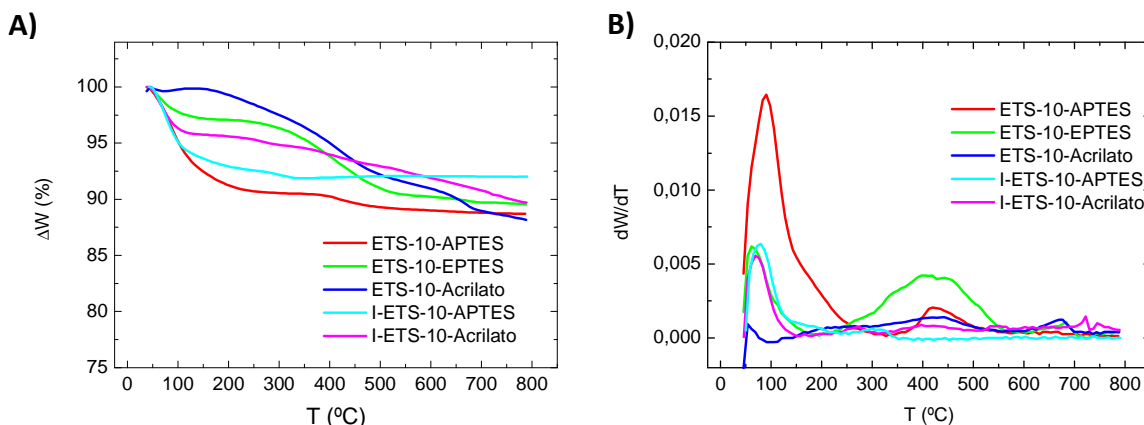 A)
ΔW (%)
100
95
90
85
80
75
0 100 200 300 400 500 600 700 800
T (ºC)
ETS-10-APTES
ETS-10-EPTES
ETS-10-Acrilato
I-ETS-10-APTES
I-ETS-10-Acrilato
B)
dW/dT
0,020
0,015
0,010
0,005
0,000
0 100 200 300 400 500 600 700 800
T (ºC)
ETS-10-APTES
ETS-10-EPTES
ETS-10-Acrilato
I-ETS-10-APTES
I-ETS-10-Acrilato